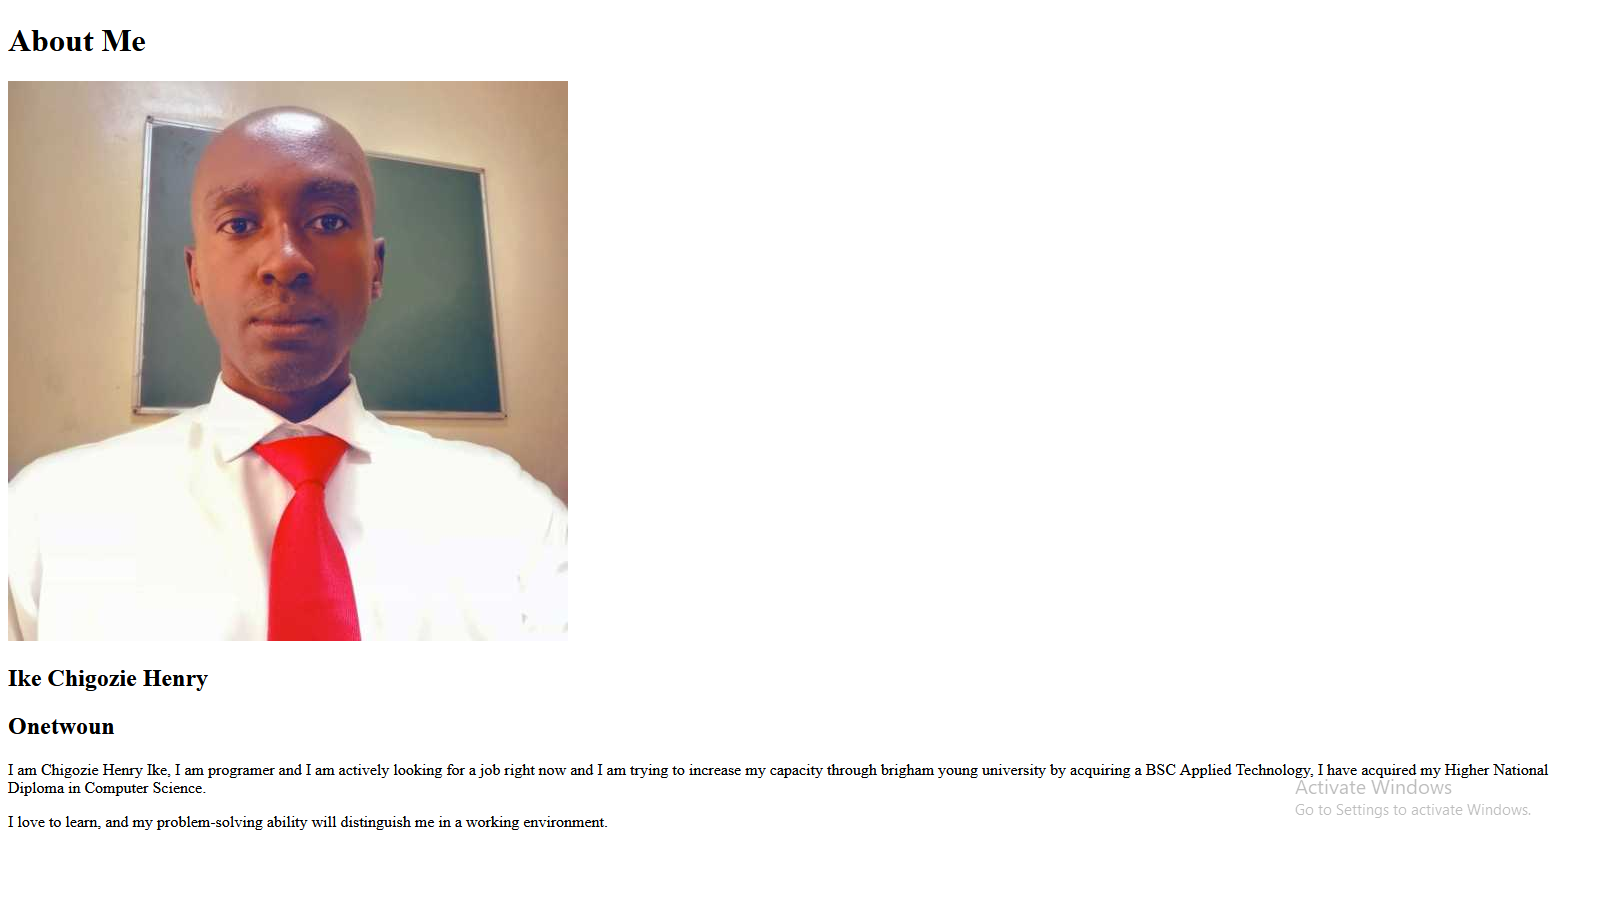 About Me
Ike Chigozie Henry
Onetwoun
I am Chigozie Henry Ike, I am programer and I am actively looking for a job right now and I am trying to increase my capacity through brigham young university by acquiring a BSC Applied Technology, I have acquired my Higher National
Diploma in Computer Science.
Activate Windows
Go to Settings to activate Windows.
I love to learn, and my problem-solving ability will distinguish me in a working environment.